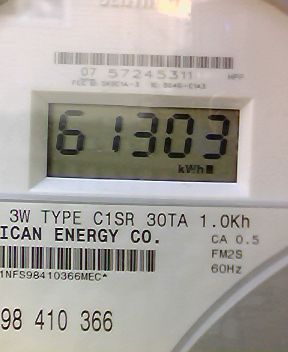 07 57245311
61303
kWh
3W TYPE C1SR 30TA 1.0Kh
ICAN ENERGY CO.
CA 0.5
FM2S
60Hz
1NFS98410366MEC*
98 410 366